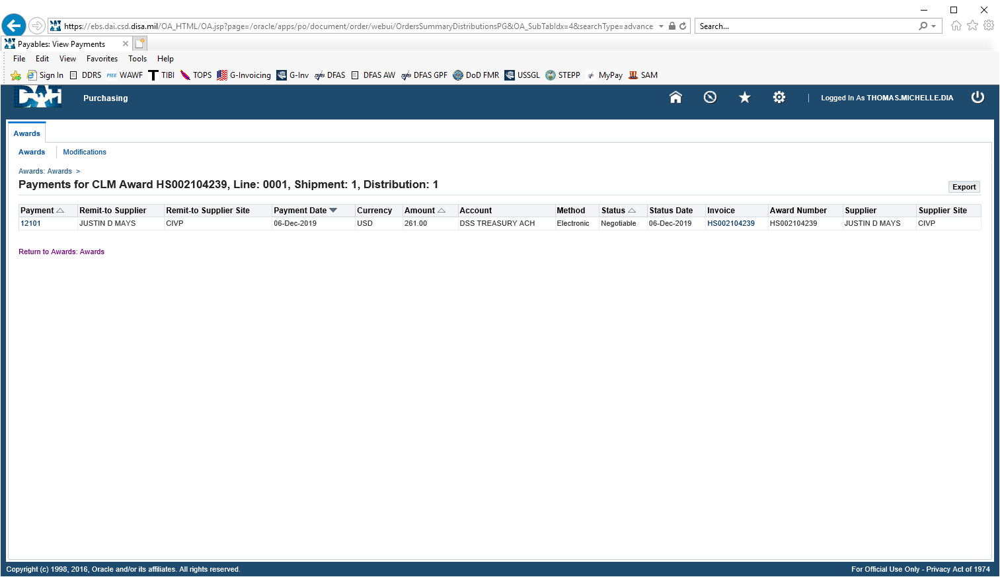 https://ebs.dai.csd.disa.mil/OA_HTML/OA.jsp?page=/oracle/apps/po/document/order/webui/OrdersSummaryDistributionsPG&OA_SubTabIdx=4&searchType=advance Search...
Payables: View Payments
File Edit View Favorites Tools Help
Sign In DDRS PIEE WAWF TIBI TOPS G-Invoicing G-Inv DFAS DFAS AW DFAS GPF DoD FMR USSGL STEPP MyPay SAM
DAI Purchasing Logged In As THOMAS.MICHELLE.DIA
Awards
Awards Modifications
Awards: Awards >
Payments for CLM Award HS002104239, Line: 0001, Shipment: 1, Distribution: 1
Export
Payment Remit-to Supplier Remit-to Supplier Site Payment Date Currency Amount Account Method Status Status Date Invoice Award Number Supplier Supplier Site
12101 JUSTIN D MAYS CIVP 06-Dec-2019 USD 261.00 DSS TREASURY ACH Electronic Negotiable 06-Dec-2019 HS002104239 HS002104239 JUSTIN D MAYS CIVP
Return to Awards: Awards
Copyright (c) 1998, 2016, Oracle and/or its affiliates. All rights reserved. For Official Use Only - Privacy Act of 1974